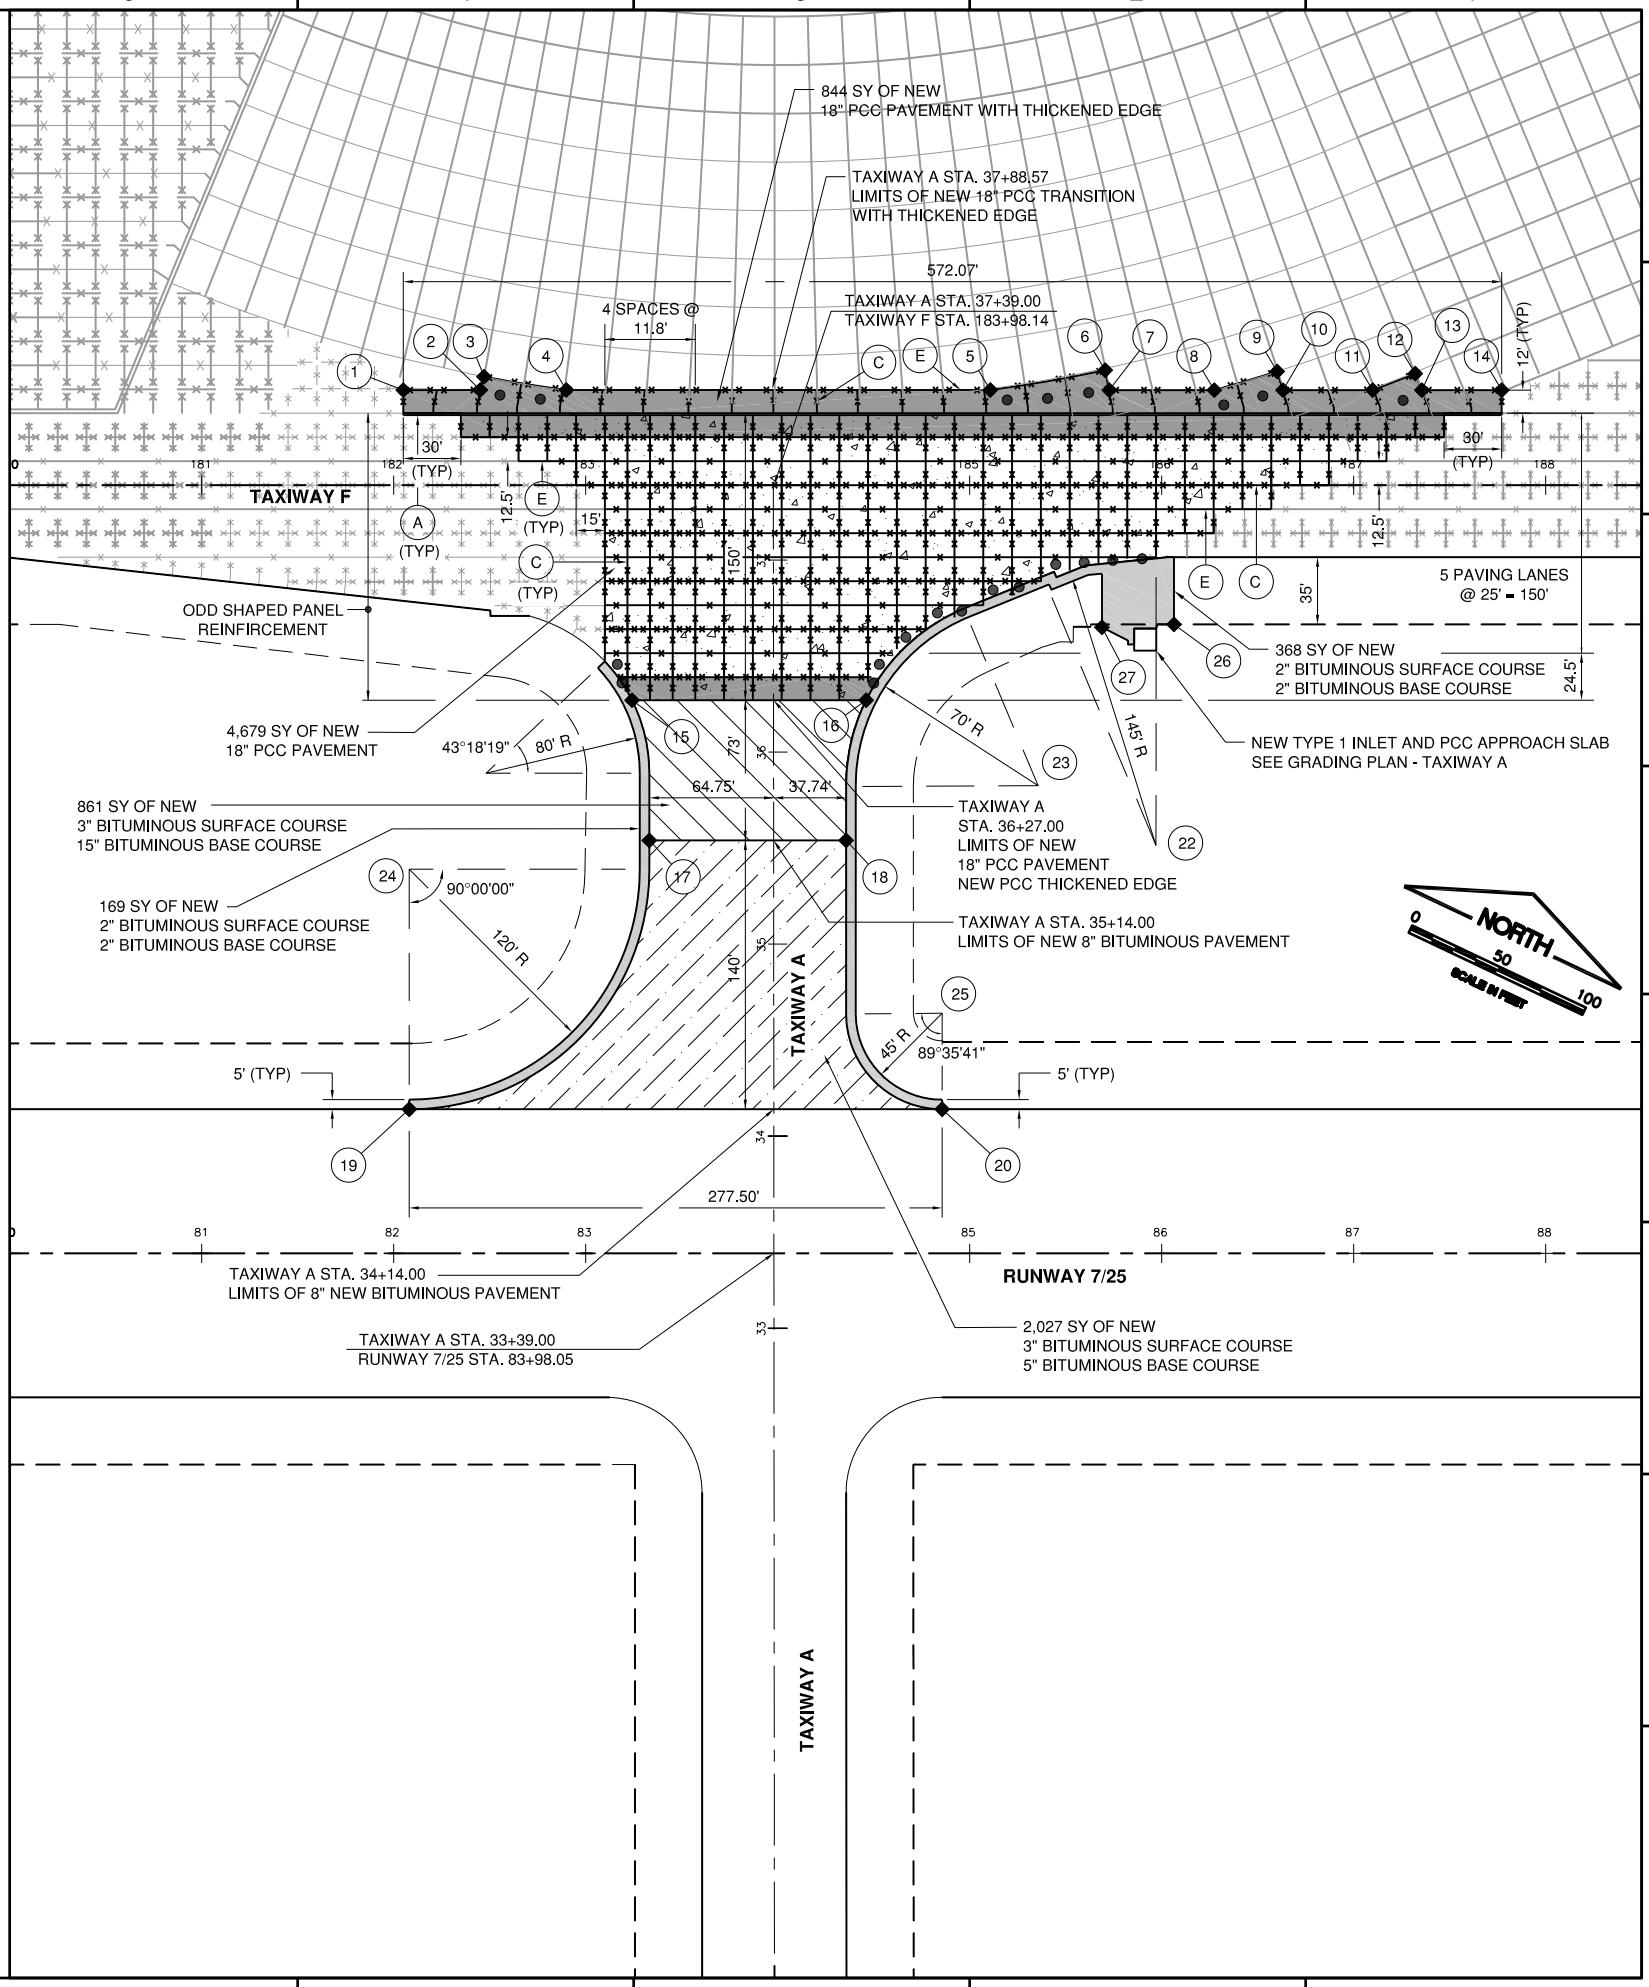 844 SY OF NEW
18" PCC PAVEMENT WITH THICKENED EDGE
TAXIWAY A STA. 37+88.57
LIMITS OF NEW 18" PCC TRANSITION
WITH THICKENED EDGE
572.07'
4 SPACES @
11.8'
TAXIWAY A STA. 37+39.00
TAXIWAY F STA. 183+98.14
12' (TYP)
1
2
3
4
C
E
5
6
7
8
9
10
11
12
13
14
30'
(TYP)
30'
(TYP)
0
181
182
183
185
186
187
188
TAXIWAY F
A
(TYP)
12.5'
E
(TYP)
15'
C
(TYP)
150'
37
12.5'
E
C
35'
5 PAVING LANES
@ 25' = 150'
ODD SHAPED PANEL
REINFIRCEMENT
26
27
368 SY OF NEW
2" BITUMINOUS SURFACE COURSE
2" BITUMINOUS BASE COURSE
24.5'
4,679 SY OF NEW
18" PCC PAVEMENT
43°18'19"
80' R
15
16
73'
36
70' R
145' R
23
NEW TYPE 1 INLET AND PCC APPROACH SLAB
SEE GRADING PLAN - TAXIWAY A
64.75'
37.74'
861 SY OF NEW
3" BITUMINOUS SURFACE COURSE
15" BITUMINOUS BASE COURSE
TAXIWAY A
STA. 36+27.00
LIMITS OF NEW
18" PCC PAVEMENT
NEW PCC THICKENED EDGE
22
24
90°00'00"
17
18
169 SY OF NEW
2" BITUMINOUS SURFACE COURSE
2" BITUMINOUS BASE COURSE
TAXIWAY A STA. 35+14.00
LIMITS OF NEW 8" BITUMINOUS PAVEMENT
120' R
140'
35
TAXIWAY A
NORTH
0
50
100
SCALE IN FEET
25
45' R
89°35'41"
5' (TYP)
5' (TYP)
34
19
20
277.50'
0
81
82
83
85
86
87
88
TAXIWAY A STA. 34+14.00
LIMITS OF 8" NEW BITUMINOUS PAVEMENT
RUNWAY 7/25
33
TAXIWAY A STA. 33+39.00
RUNWAY 7/25 STA. 83+98.05
2,027 SY OF NEW
3" BITUMINOUS SURFACE COURSE
5" BITUMINOUS BASE COURSE
TAXIWAY A